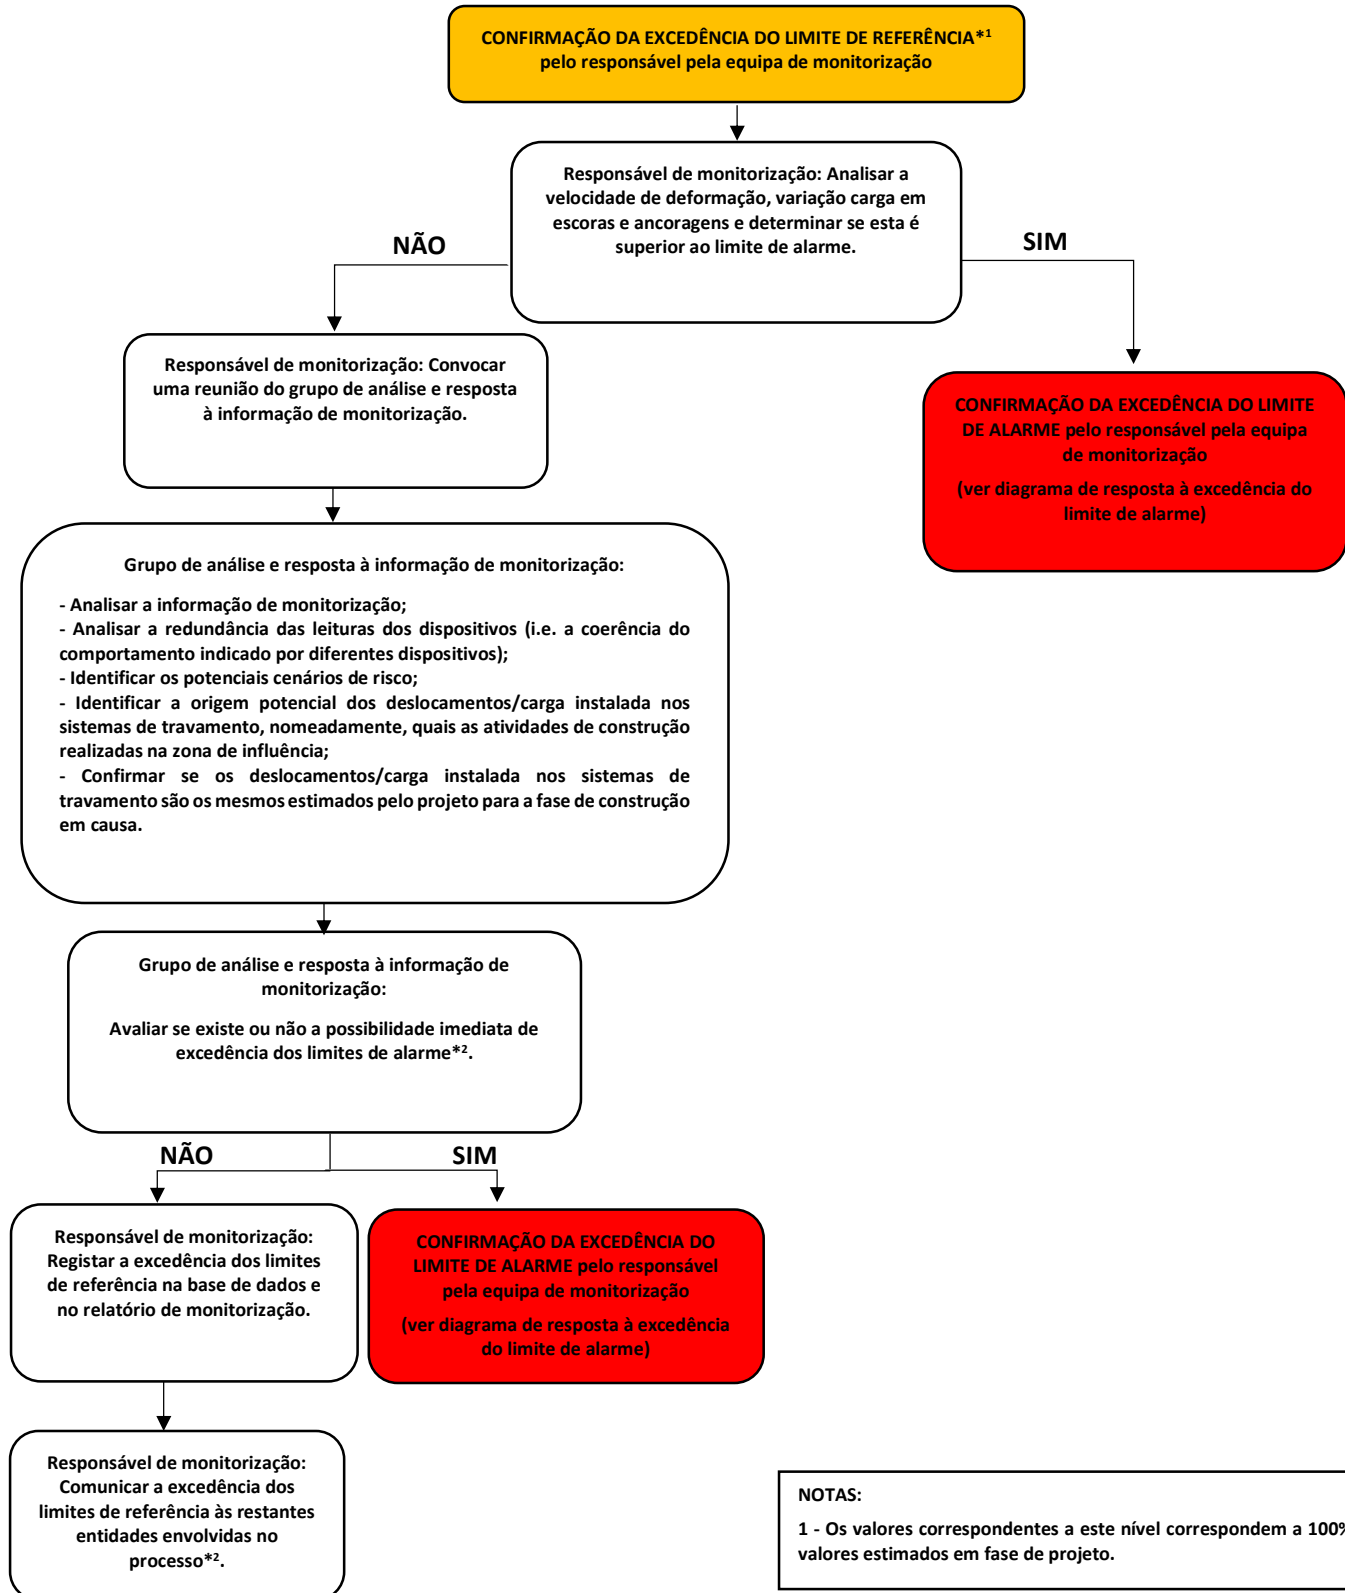 CONFIRMAÇÃO DA EXCEDÊNCIA DO LIMITE DE REFERÊNCIA*1
pelo responsável pela equipa de monitorização
Responsável de monitorização: Analisar a
velocidade de deformação, variação carga em
escoras e ancoragens e determinar se esta é
superior ao limite de alarme.
NÃO
SIM
Responsável de monitorização: Convocar
uma reunião do grupo de análise e resposta
à informação de monitorização.
CONFIRMAÇÃO DA EXCEDÊNCIA DO LIMITE
DE ALARME pelo responsável pela equipa
de monitorização
(ver diagrama de resposta à excedência do
limite de alarme)
Grupo de análise e resposta à informação de monitorização:
- Analisar a informação de monitorização;
- Analisar a redundância das leituras dos dispositivos (i.e. a coerência do
comportamento indicado por diferentes dispositivos);
- Identificar os potenciais cenários de risco;
- Identificar a origem potencial dos deslocamentos/carga instalada nos
sistemas de travamento, nomeadamente, quais as atividades de construção
realizadas na zona de influência;
- Confirmar se os deslocamentos/carga instalada nos sistemas de
travamento são os mesmos estimados pelo projeto para a fase de construção
em causa.
Grupo de análise e resposta à informação de
monitorização:
Avaliar se existe ou não a possibilidade imediata de
excedência dos limites de alarme*2.
NÃO
SIM
Responsável de monitorização:
Registar a excedência dos limites
de referência na base de dados e
no relatório de monitorização.
CONFIRMAÇÃO DA EXCEDÊNCIA DO
LIMITE DE ALARME pelo responsável
pela equipa de monitorização
(ver diagrama de resposta à excedência
do limite de alarme)
Responsável de monitorização:
Comunicar a excedência dos
limites de referência às restantes
entidades envolvidas no
processo*2.
NOTAS:
1 - Os valores correspondentes a este nível correspondem a 100%
valores estimados em fase de projeto.